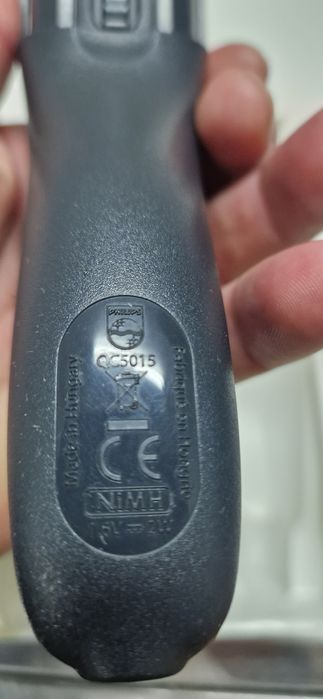 PHILIPS
QC5015
Made in Hungary
Fabriqué en Hongrie
CE
NiMH